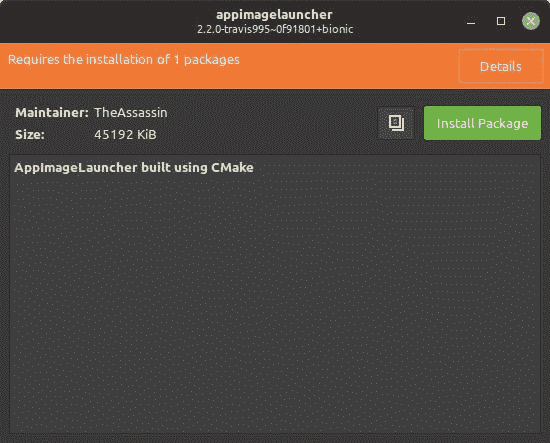 appimagelauncher
2.2.0-travis995~0f91801+bionic
Requires the installation of 1 packages
Details
Maintainer: TheAssassin
Install Package
Size: 45192 KiB
AppImageLauncher built using CMake